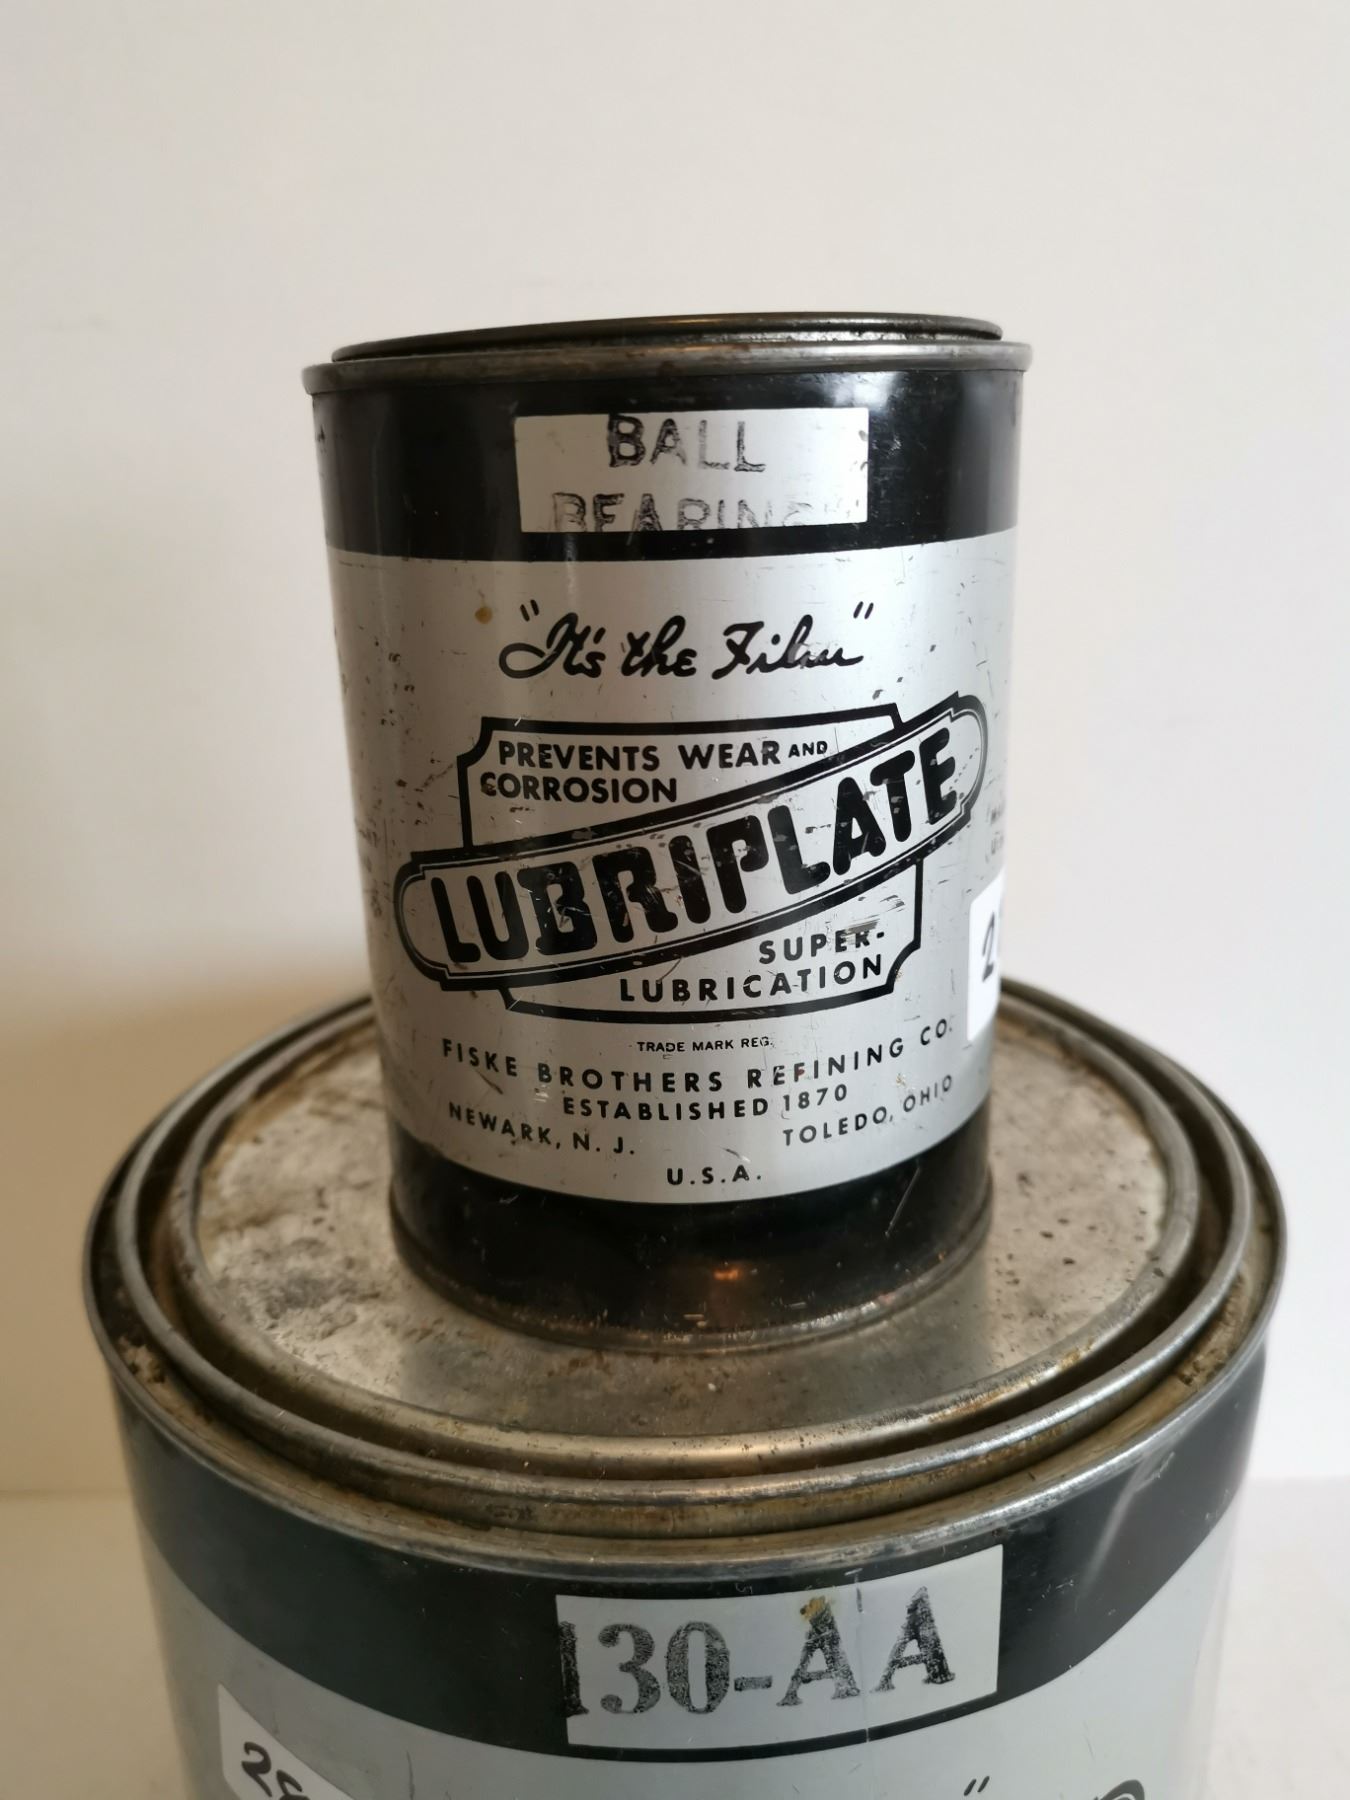 BALL
BEARING
"It's the Film"
PREVENTS WEAR AND
CORROSION
LUBRIPLATE
SUPER-
LUBRICATION
TRADE MARK REG.
FISKE BROTHERS REFINING CO.
ESTABLISHED 1870
NEWARK, N. J. TOLEDO, OHIO
U.S.A.
130-AA